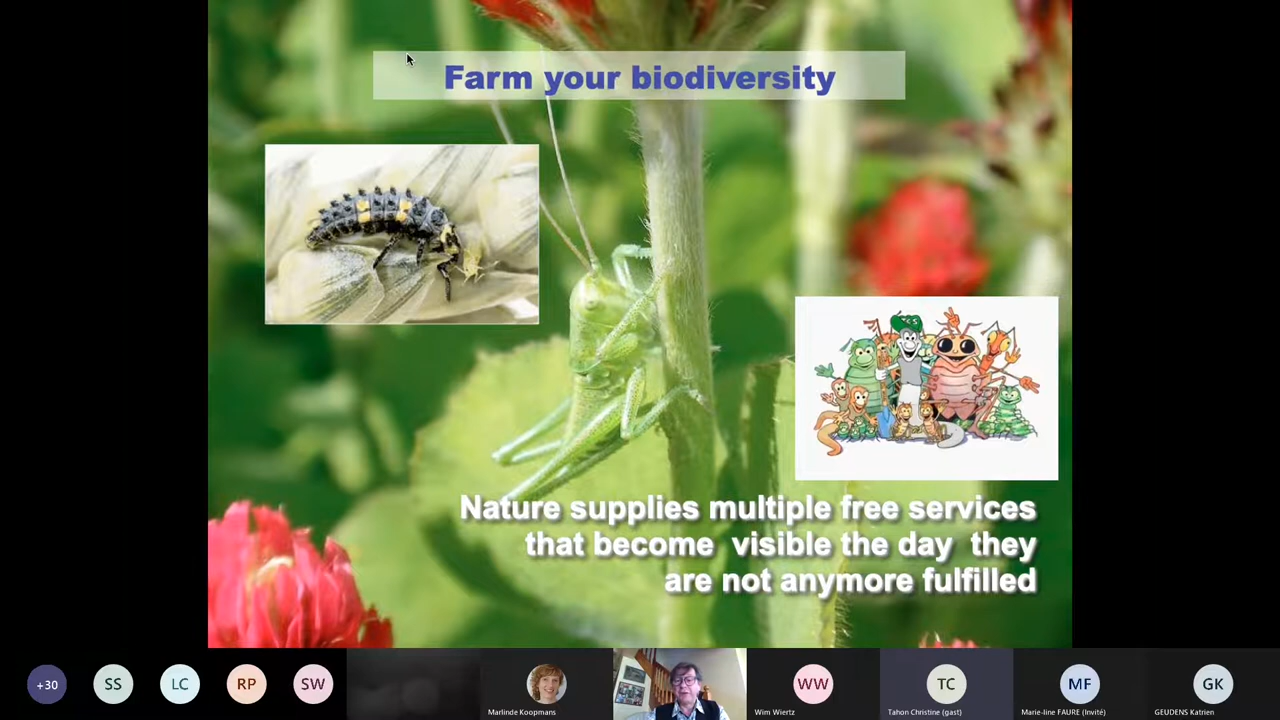 Farm your biodiversity
Nature supplies multiple free services
that become visible the day they
are not anymore fulfilled
+30
SS
LC
RP
SW
Marlinde Koopmans
WW
Wim Wiertz
TC
Tahon Christine (gast)
MF
Marie-line FAURE (Invité)
GK
GEUDENS Katrien